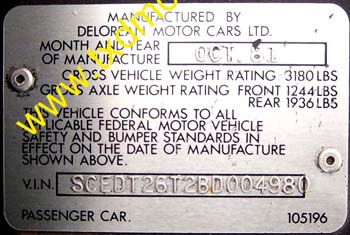 MANUFACTURED BY
DELOREAN MOTOR CARS LTD.
MONTH AND YEAR
OF MANUFACTURE OCT. 81
GROSS VEHICLE WEIGHT RATING 3180 LBS
GROSS AXLE WEIGHT RATING FRONT 1244 LBS
REAR 1936 LBS
THIS VEHICLE CONFORMS TO ALL
APPLICABLE FEDERAL MOTOR VEHICLE
SAFETY AND BUMPER STANDARDS IN
EFFECT ON THE DATE OF MANUFACTURE
SHOWN ABOVE.
V.I.N. SCEDT26T2BD004980
PASSENGER CAR. 105196